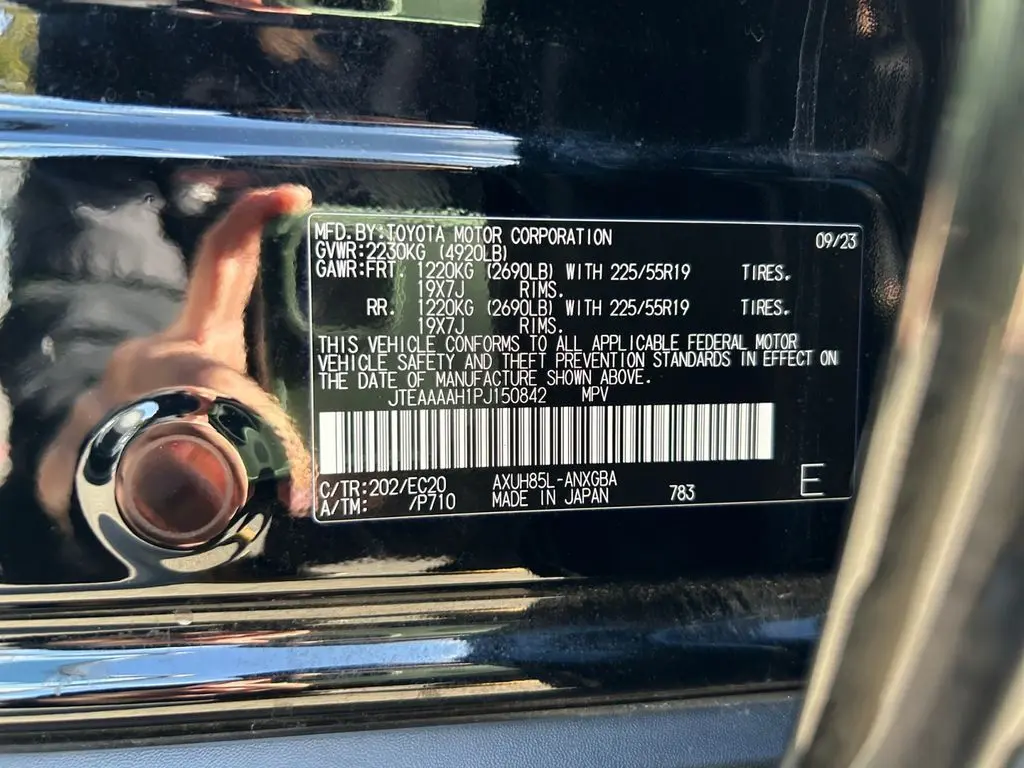 MFD.BY:TOYOTA MOTOR CORPORATION 09/23
GVWR:2230KG (4920LB)
GAWR:FRT. 1220KG (2690LB) WITH 225/55R19 TIRES.
19X7J RIMS.
RR. 1220KG (2690LB) WITH 225/55R19 TIRES.
19X7J RIMS.
THIS VEHICLE CONFORMS TO ALL APPLICABLE FEDERAL MOTOR
VEHICLE SAFETY AND THEFT PREVENTION STANDARDS IN EFFECT ON
THE DATE OF MANUFACTURE SHOWN ABOVE.
JTEAAAAH1PJ150842 MPV
C/TR:202/EC20 AXUH85L-ANXGBA
A/TM: /P710 MADE IN JAPAN 783 E